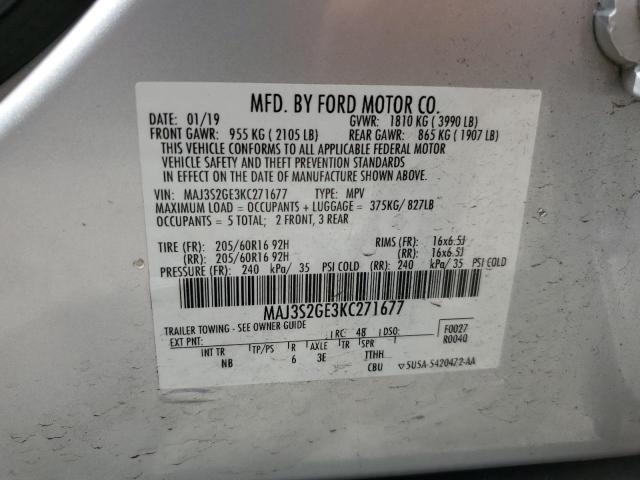 MFD. BY FORD MOTOR CO.
DATE: 01/19 GVWR: 1810 KG ( 3990 LB)
FRONT GAWR: 955 KG ( 2105 LB) REAR GAWR: 865 KG ( 1907 LB)
THIS VEHICLE CONFORMS TO ALL APPLICABLE FEDERAL MOTOR
VEHICLE SAFETY AND THEFT PREVENTION STANDARDS
IN EFFECT ON THE DATE OF MANUFACTURE SHOWN ABOVE.
VIN: MAJ3S2GE3KC271677 TYPE: MPV
MAXIMUM LOAD = OCCUPANTS + LUGGAGE = 375KG/ 827LB
OCCUPANTS = 5 TOTAL; 2 FRONT, 3 REAR
TIRE (FR): 205/60R16 92H RIMS (FR): 16x6.5J
(RR): 205/60R16 92H (RR): 16x6.5J
PRESSURE (FR): 240 kPa/ 35 PSI COLD (RR): 240 kPa/ 35 PSI COLD
MAJ3S2GE3KC271677
TRAILER TOWING - SEE OWNER GUIDE
EXT PNT: RC: 48 DSO: F0027
R0040
INT TR TP/PS R AXLE TR SPR
NB 6 3E TTHH
CBU 5USA-5420472-AA